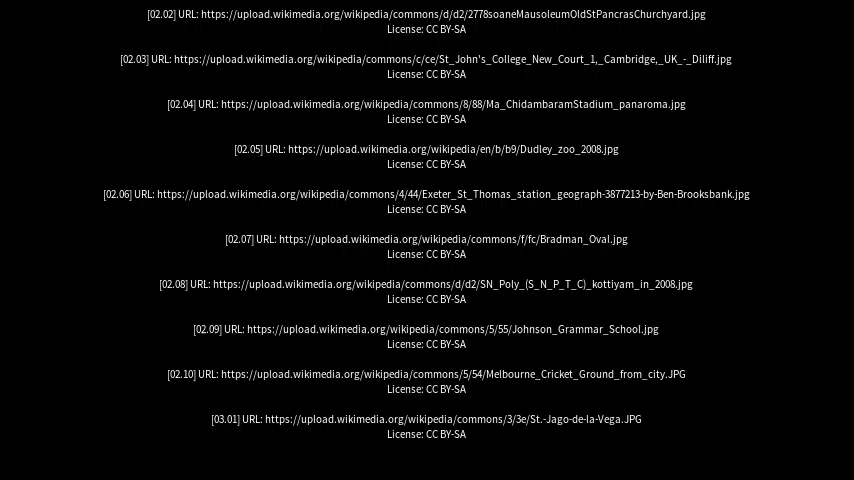 [02.02] URL: https://upload.wikimedia.org/wikipedia/commons/d/d2/2778soaneMausoleumOldStPancrasChurchyard.jpg
License: CC BY-SA
[02.03] URL: https://upload.wikimedia.org/wikipedia/commons/c/ce/St_John's_College_New_Court_1,_Cambridge,_UK_-_Diliff.jpg
License: CC BY-SA
[02.04] URL: https://upload.wikimedia.org/wikipedia/commons/8/88/Ma_ChidambaramStadium_panaroma.jpg
License: CC BY-SA
[02.05] URL: https://upload.wikimedia.org/wikipedia/en/b/b9/Dudley_zoo_2008.jpg
License: CC BY-SA
[02.06] URL: https://upload.wikimedia.org/wikipedia/commons/4/44/Exeter_St_Thomas_station_geograph-3877213-by-Ben-Brooksbank.jpg
License: CC BY-SA
[02.07] URL: https://upload.wikimedia.org/wikipedia/commons/f/fc/Bradman_Oval.jpg
License: CC BY-SA
[02.08] URL: https://upload.wikimedia.org/wikipedia/commons/d/d2/SN_Poly_(S_N_P_T_C)_kottiyam_in_2008.jpg
License: CC BY-SA
[02.09] URL: https://upload.wikimedia.org/wikipedia/commons/5/55/Johnson_Grammar_School.jpg
License: CC BY-SA
[02.10] URL: https://upload.wikimedia.org/wikipedia/commons/5/54/Melbourne_Cricket_Ground_from_city.JPG
License: CC BY-SA
[03.01] URL: https://upload.wikimedia.org/wikipedia/commons/3/3e/St.-Jago-de-la-Vega.JPG
License: CC BY-SA